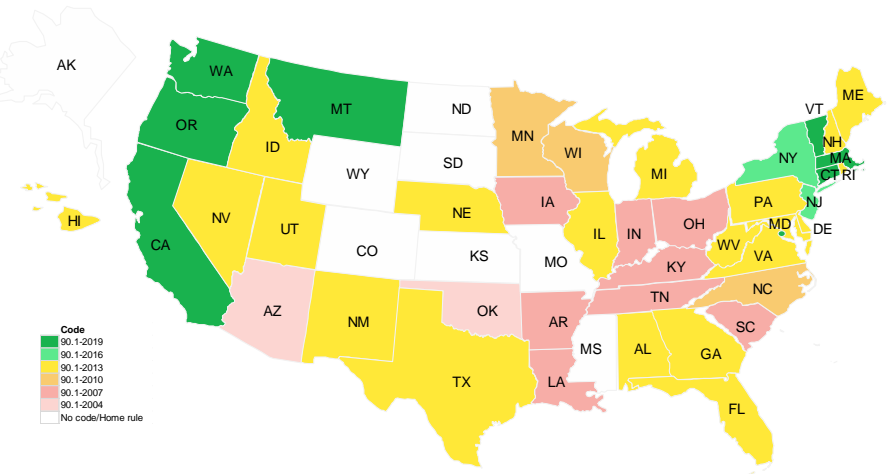 AK
WA
MT
ND
VT
ME
OR
ID
MN
NH
WY
SD
WI
NY
MA
CT RI
MI
HI
NV
UT
NE
IA
PA
NJ
IL
IN
OH
MD
DE
CA
CO
KS
MO
WV
VA
KY
NC
AZ
NM
OK
TN
AR
SC
MS
AL
GA
TX
LA
FL
Code
90.1-2019
90.1-2016
90.1-2013
90.1-2010
90.1-2007
90.1-2004
No code/Home rule